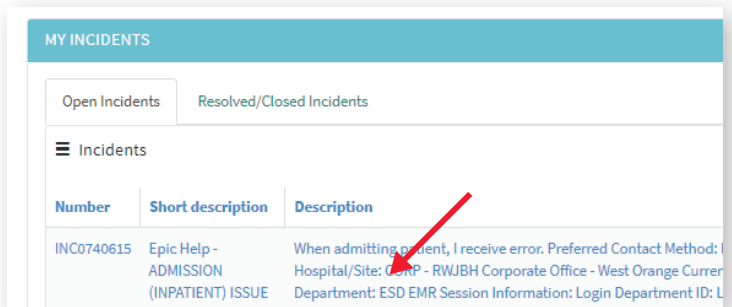 MY INCIDENTS
Open Incidents Resolved/Closed Incidents
Incidents
Number Short description Description
INC0740615 Epic Help - When admitting patient, I receive error. Preferred Contact Method:
ADMISSION Hospital/Site: CORP - RWJBH Corporate Office - West Orange Curren
(INPATIENT) ISSUE Department: ESD EMR Session Information: Login Department ID: L